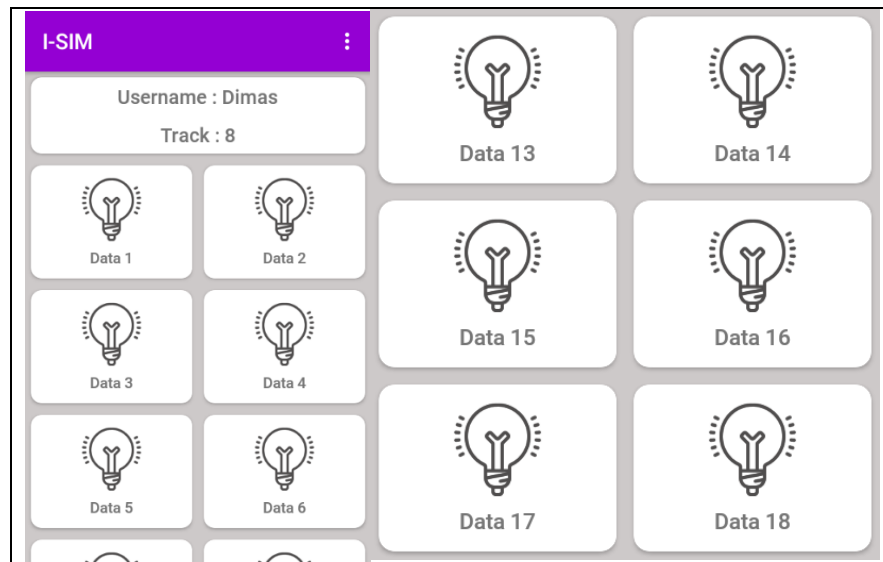 I-SIM
Username : Dimas
Track : 8
Data 1
Data 2
Data 3
Data 4
Data 5
Data 6
Data 13
Data 14
Data 15
Data 16
Data 17
Data 18